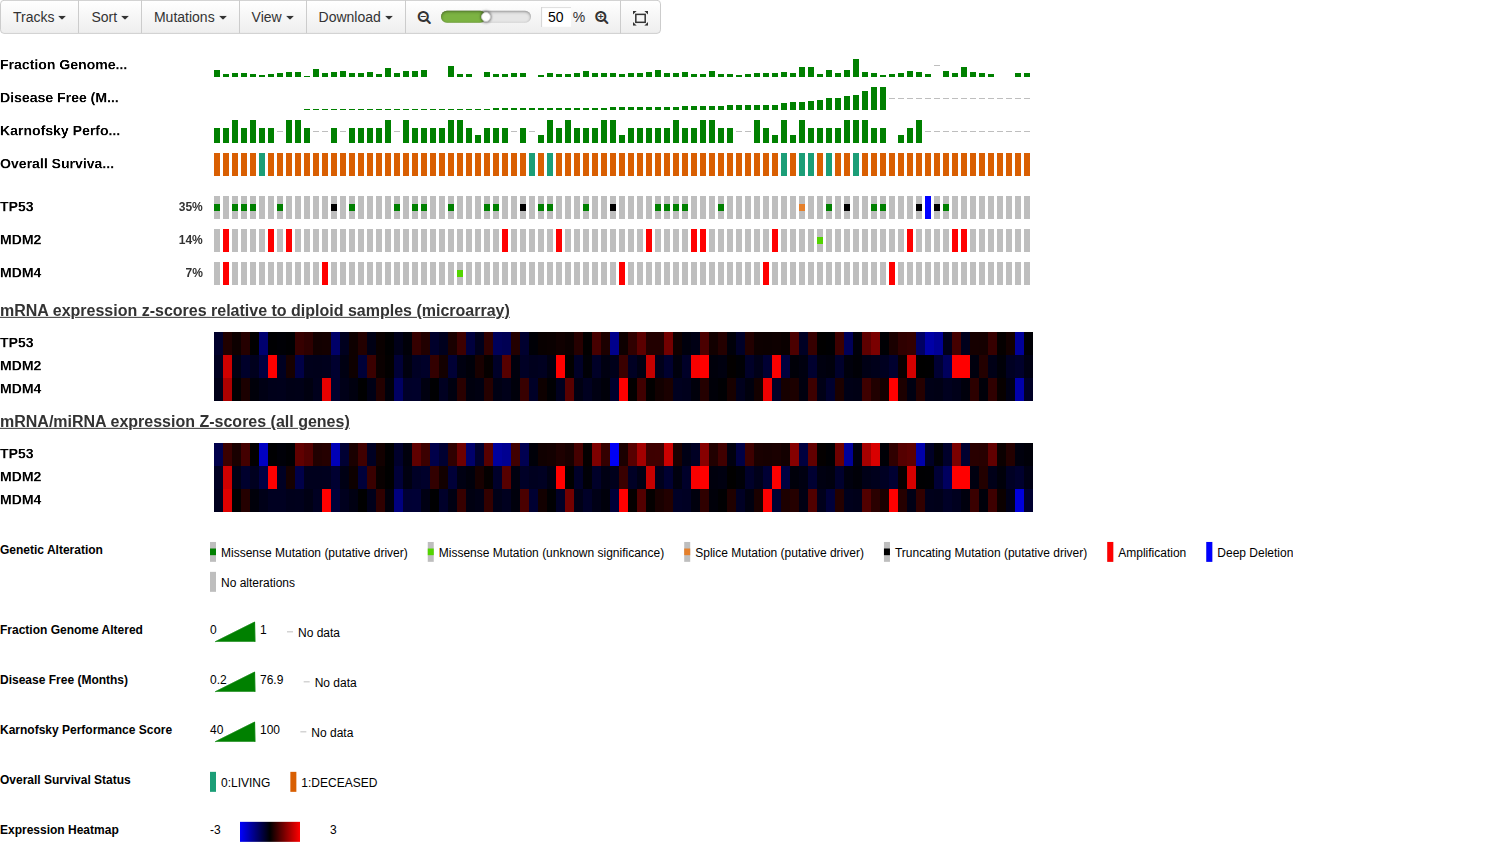 Tracks Sort Mutations View Download 50 %
Fraction Genome...
Disease Free (M...
Karnofsky Perfo...
Overall Surviva...
TP53 35%
MDM2 14%
MDM4 7%
mRNA expression z-scores relative to diploid samples (microarray)
TP53
MDM2
MDM4
mRNA/miRNA expression Z-scores (all genes)
TP53
MDM2
MDM4
Genetic Alteration Missense Mutation (putative driver) Missense Mutation (unknown significance) Splice Mutation (putative driver) Truncating Mutation (putative driver) Amplification Deep Deletion
No alterations
Fraction Genome Altered 0 1 No data
Disease Free (Months) 0.2 76.9 No data
Karnofsky Performance Score 40 100 No data
Overall Survival Status 0:LIVING 1:DECEASED
Expression Heatmap -3 3